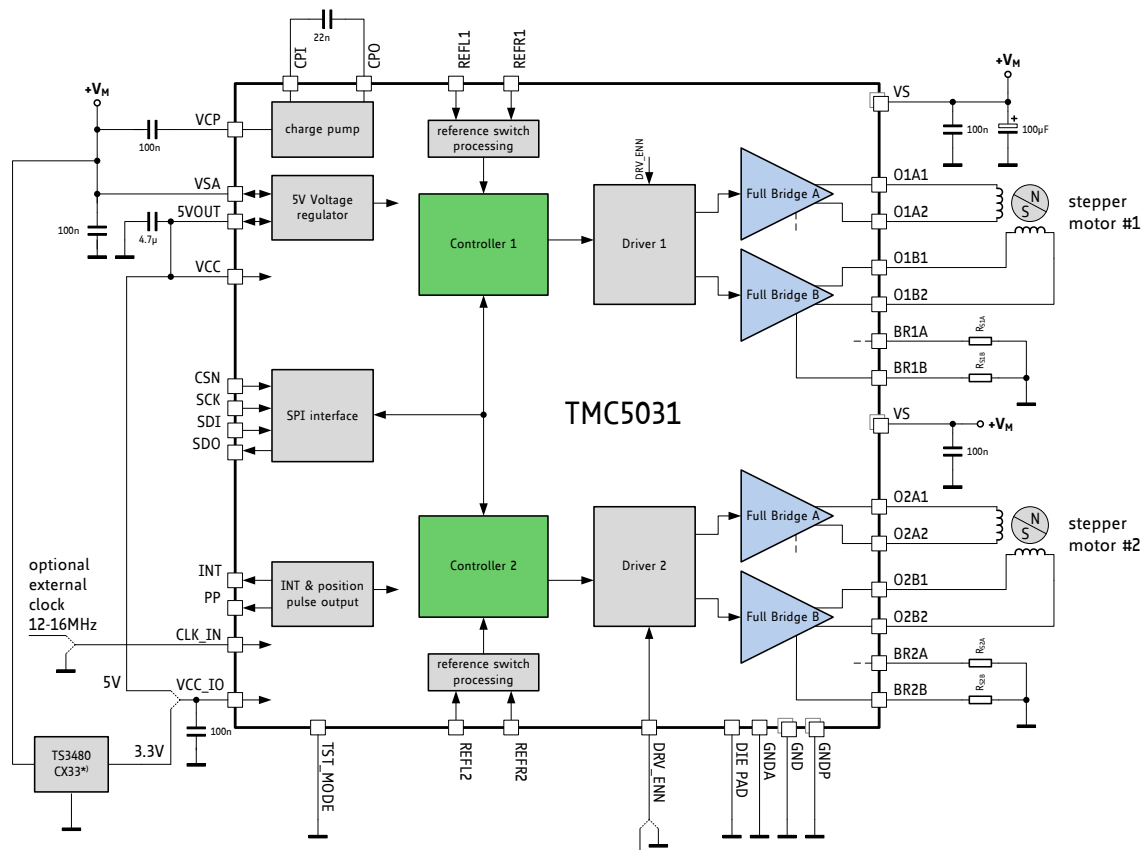 CPI
22n
CPO
REFL1
REFR1
+VM
VCP
100n
charge pump
reference switch
processing
VS
+VM
100n
+
100µF
DRV_ENN
VSA
5VOUT
5V Voltage
regulator
100n
4.7µ
VCC
Controller 1
Driver 1
Full Bridge A
Full Bridge B
O1A1
O1A2
O1B1
O1B2
BR1A
BR1B
RS1A
RS1B
N
S
stepper
motor #1
CSN
SCK
SDI
SDO
SPI interface
TMC5031
VS
+VM
100n
Controller 2
Driver 2
Full Bridge A
Full Bridge B
O2A1
O2A2
O2B1
O2B2
BR2A
BR2B
RS2A
RS2B
N
S
stepper
motor #2
optional
external
clock
12-16MHz
INT
PP
INT & position
pulse output
CLK_IN
5V
VCC_IO
reference switch
processing
100n
TS3480
CX33*)
3.3V
TST_MODE
REFL2
REFR2
DRV_ENN
DIE PAD
GNDA
GND
GNDP